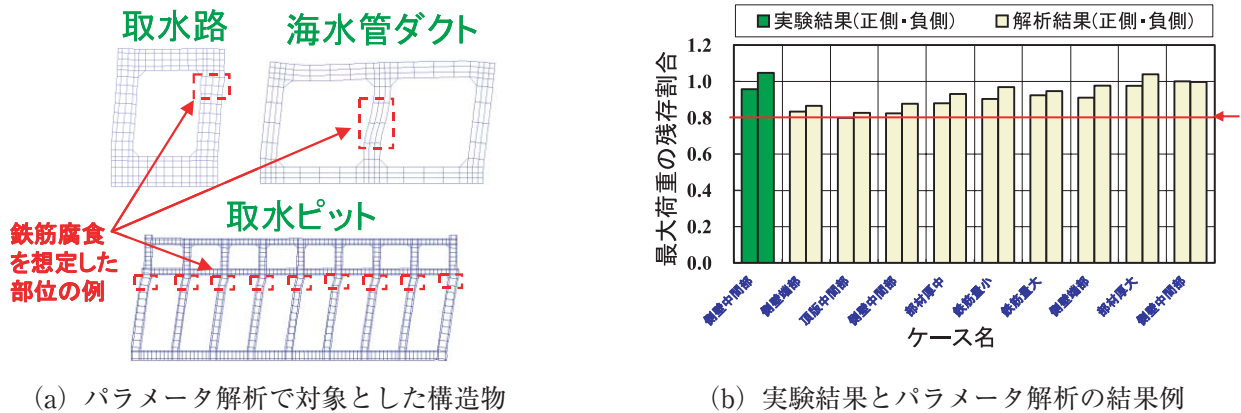 取水路
海水管ダクト
取水ピット
鉄筋腐食
を想定した
部位の例
(a) パラメータ解析で対象とした構造物
実験結果(正側・負側)
解析結果(正側・負側)
最大荷重の残存割合
1.2
1.0
0.8
0.6
0.4
0.2
0.0
側壁中間部
側壁端部
頂版中間部
側壁中間部
部材厚中
鉄筋量小
鉄筋量大
側壁端部
部材厚大
側壁中間部
ケース名
(b) 実験結果とパラメータ解析の結果例